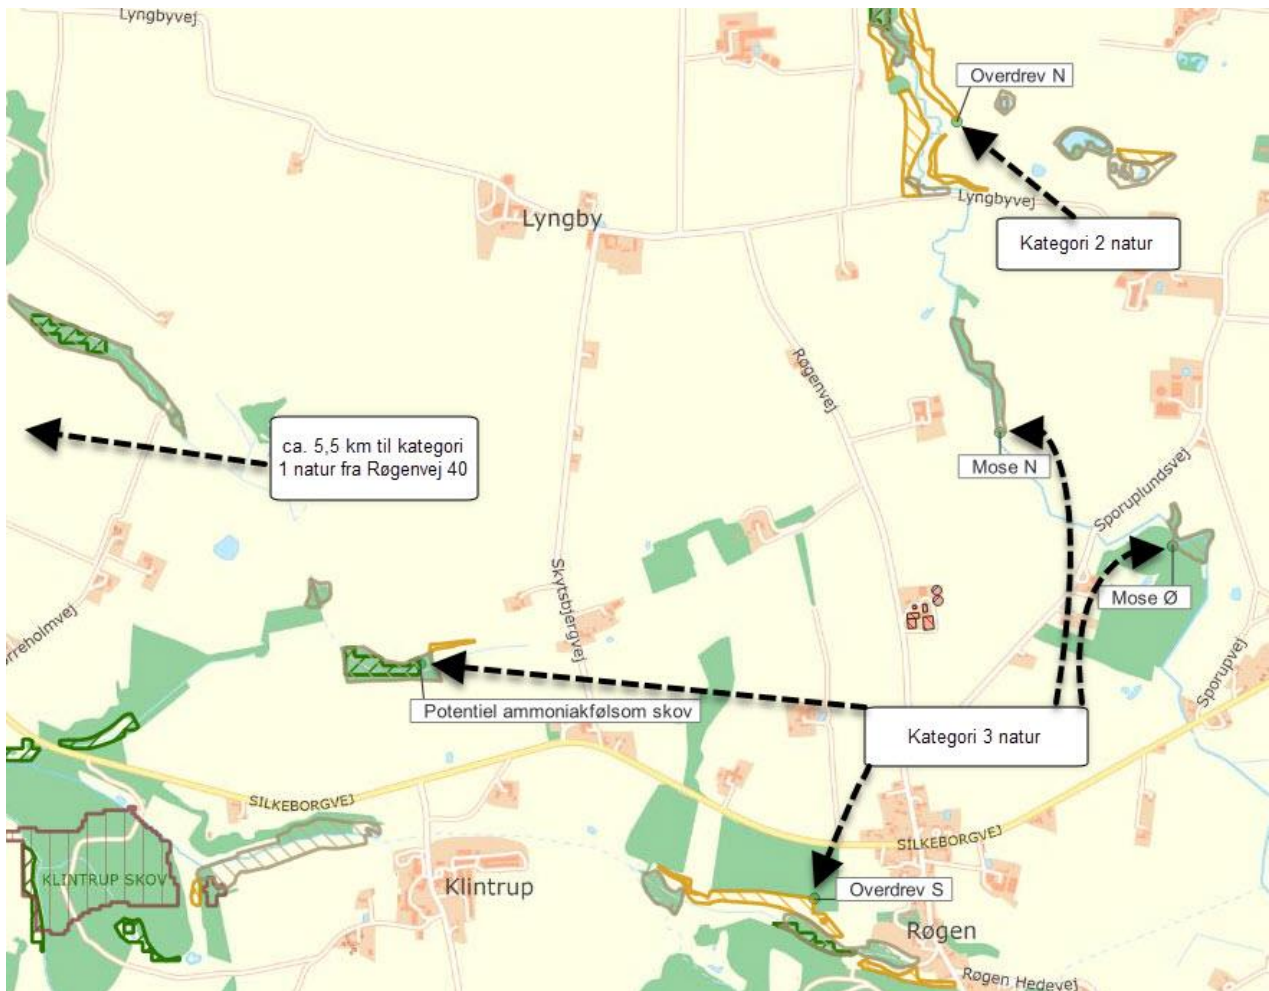 Lyngbyvej
Overdrev N
Lyngbyvej
Lyngby
Kategori 2 natur
Røgenvej
ca. 5,5 km til kategori
1 natur fra Røgenvej 40
Mose N
Sporuplundsvej
Skytsbjergvej
Mose Ø
rreholmvej
Sporupvej
Potentiel ammoniakfølsom skov
Kategori 3 natur
SILKEBORGVEJ
SILKEBORGVEJ
KLINTRUP SKOV
Klintrup
Overdrev S
Røgen
Røgen Hedevej